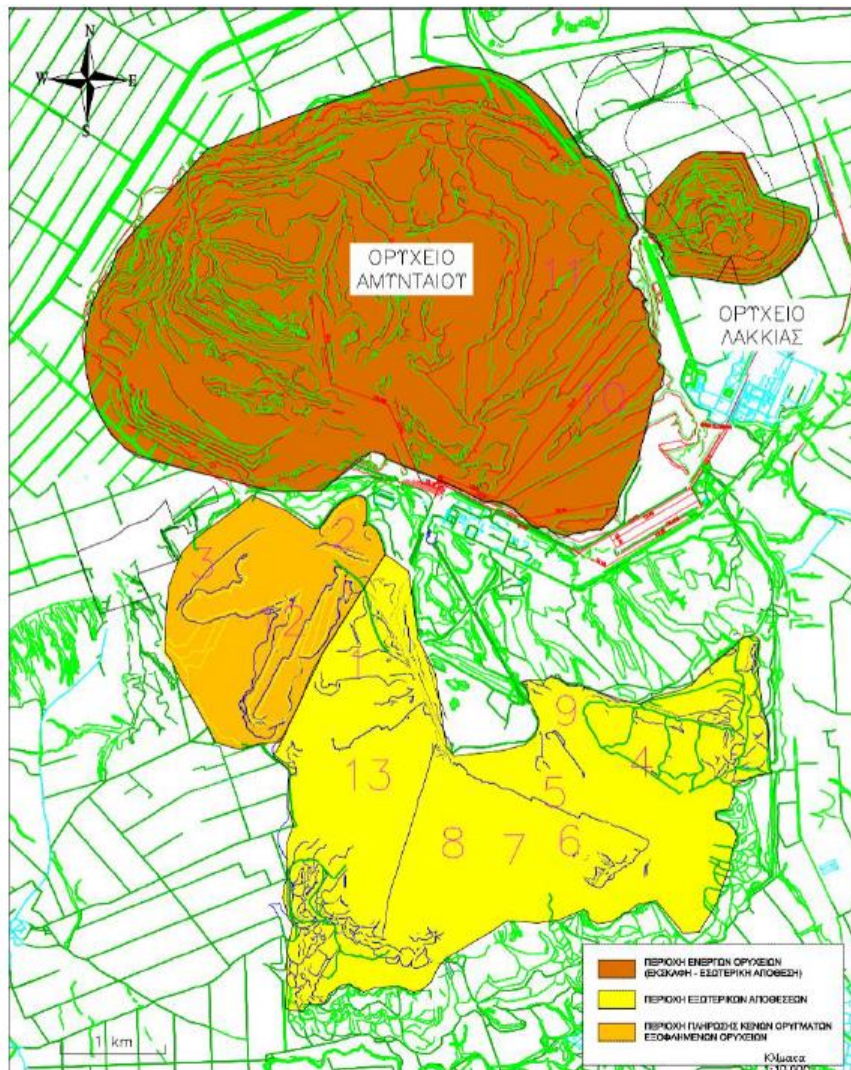 N
W E
S
ΟΡΥΧΕΙΟ
ΑΜΥΝΤΑΙΟΥ
11
ΟΡΥΧΕΙΟ
ΛΑΚΚΙΑΣ
10
2
3
2
1
9
13
4
5
8
7
6
ΠΕΡΙΟΧΗ ΕΝΕΡΓΩΝ ΟΡΥΧΕΙΩΝ
(ΕΚΣΚΑΦΗ - ΕΣΩΤΕΡΙΚΗ ΑΠΟΘΕΣΗ)
ΠΕΡΙΟΧΗ ΕΞΩΤΕΡΙΚΩΝ ΑΠΟΘΕΣΕΩΝ
ΠΕΡΙΟΧΗ ΠΛΗΡΩΣΗΣ ΚΕΝΩΝ ΟΡΥΓΜΑΤΩΝ
ΕΞΟΦΛΗΜΕΝΩΝ ΟΡΥΧΕΙΩΝ
1 km
Κλίμακα